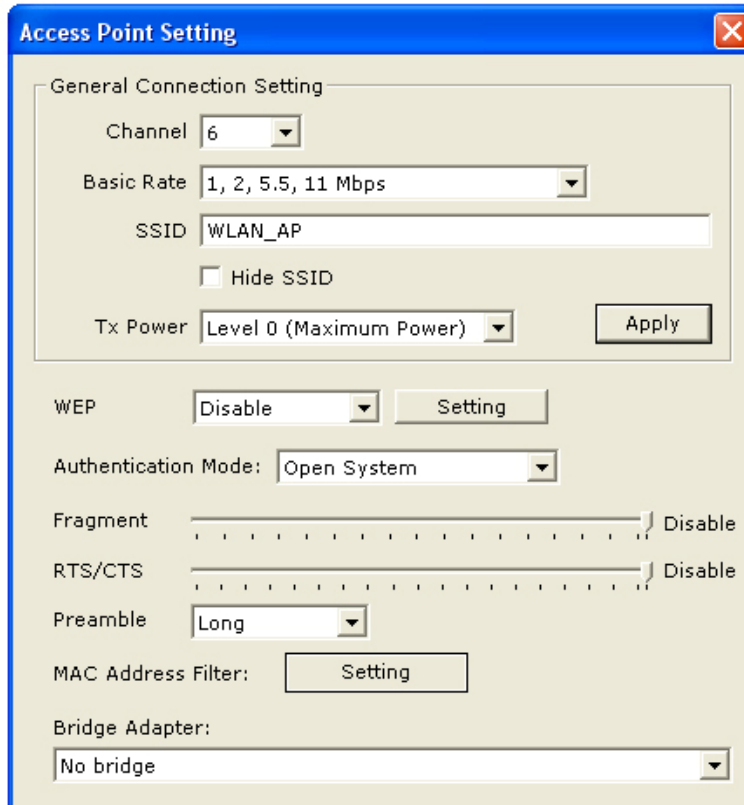 Access Point Setting
General Connection Setting
Channel 6
Basic Rate 1, 2, 5.5, 11 Mbps
SSID WLAN_AP
Hide SSID
Tx Power Level 0 (Maximum Power) Apply
WEP Disable Setting
Authentication Mode: Open System
Fragment Disable
RTS/CTS Disable
Preamble Long
MAC Address Filter: Setting
Bridge Adapter:
No bridge